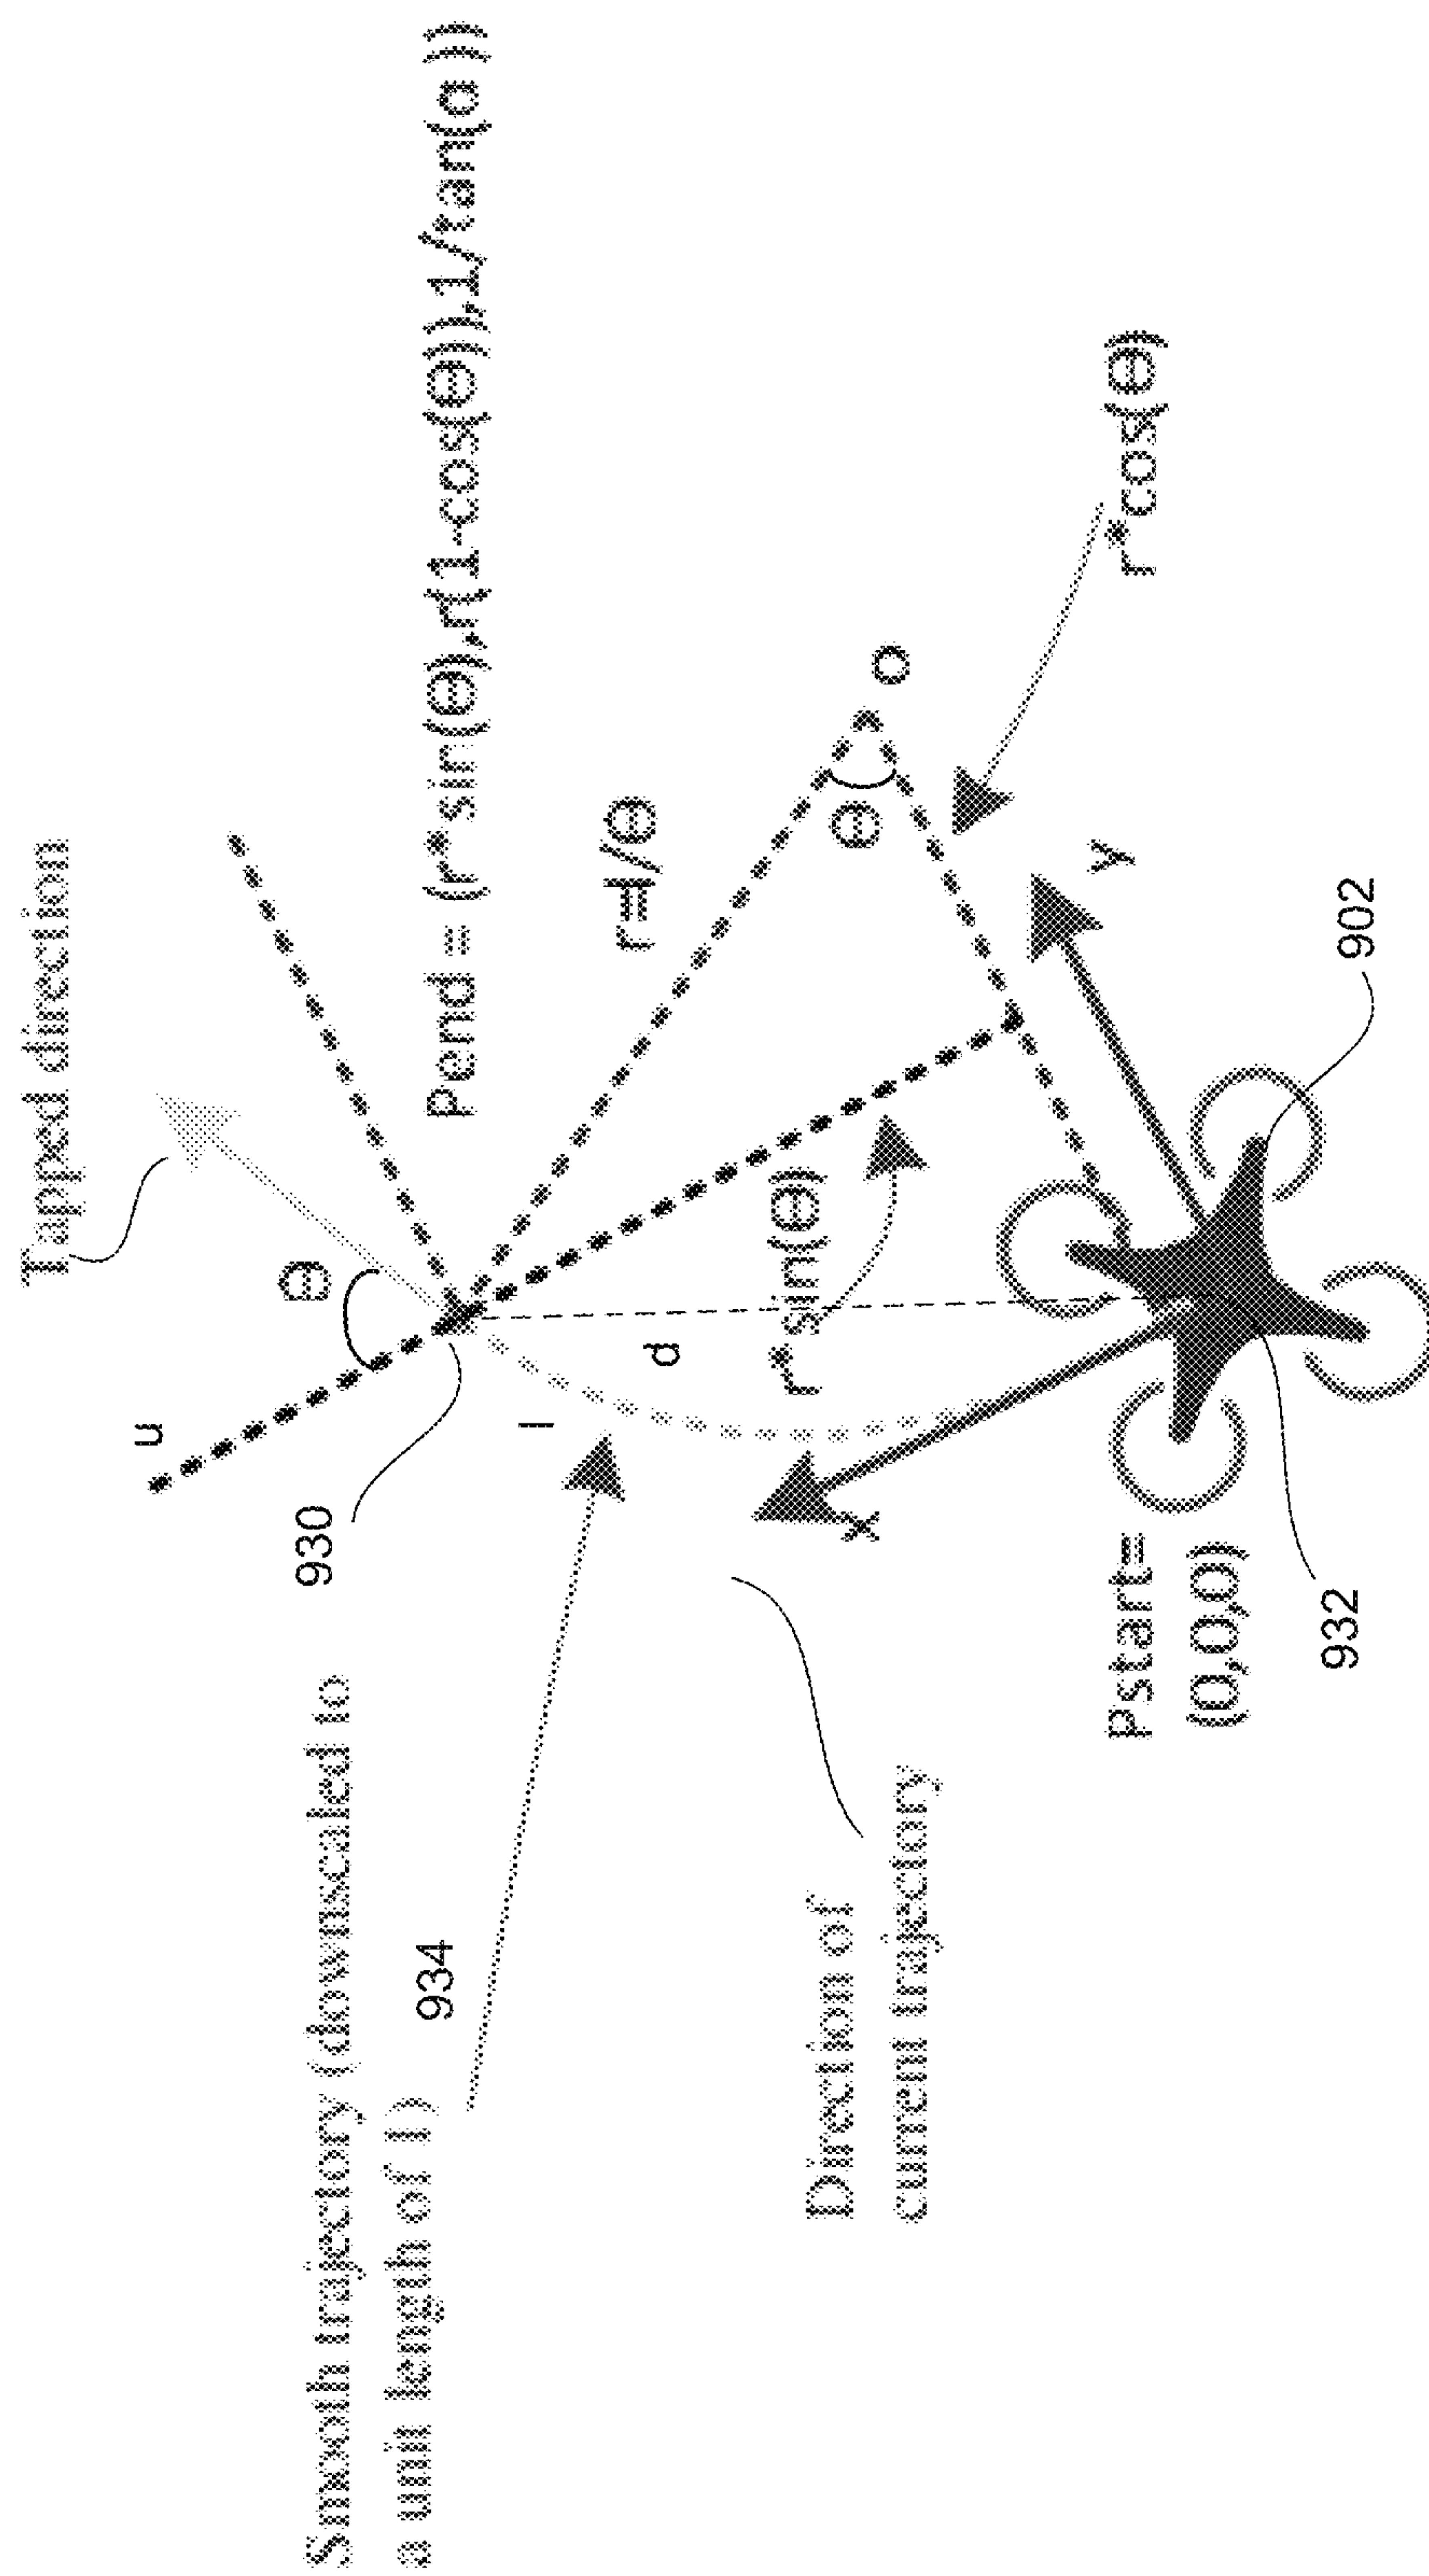 Tapped direction
u
θ
930
Pend = (r*sin(θ),r(1-cos(θ)),1/tan(α))
Smooth trajectory (downscaled to
a unit length of l)
934
l
d
r=l/θ
r*sin(θ)
θ
o
r*cos(θ)
x
y
Direction of
current trajectory
Pstart=
(0,0,0)
932
902